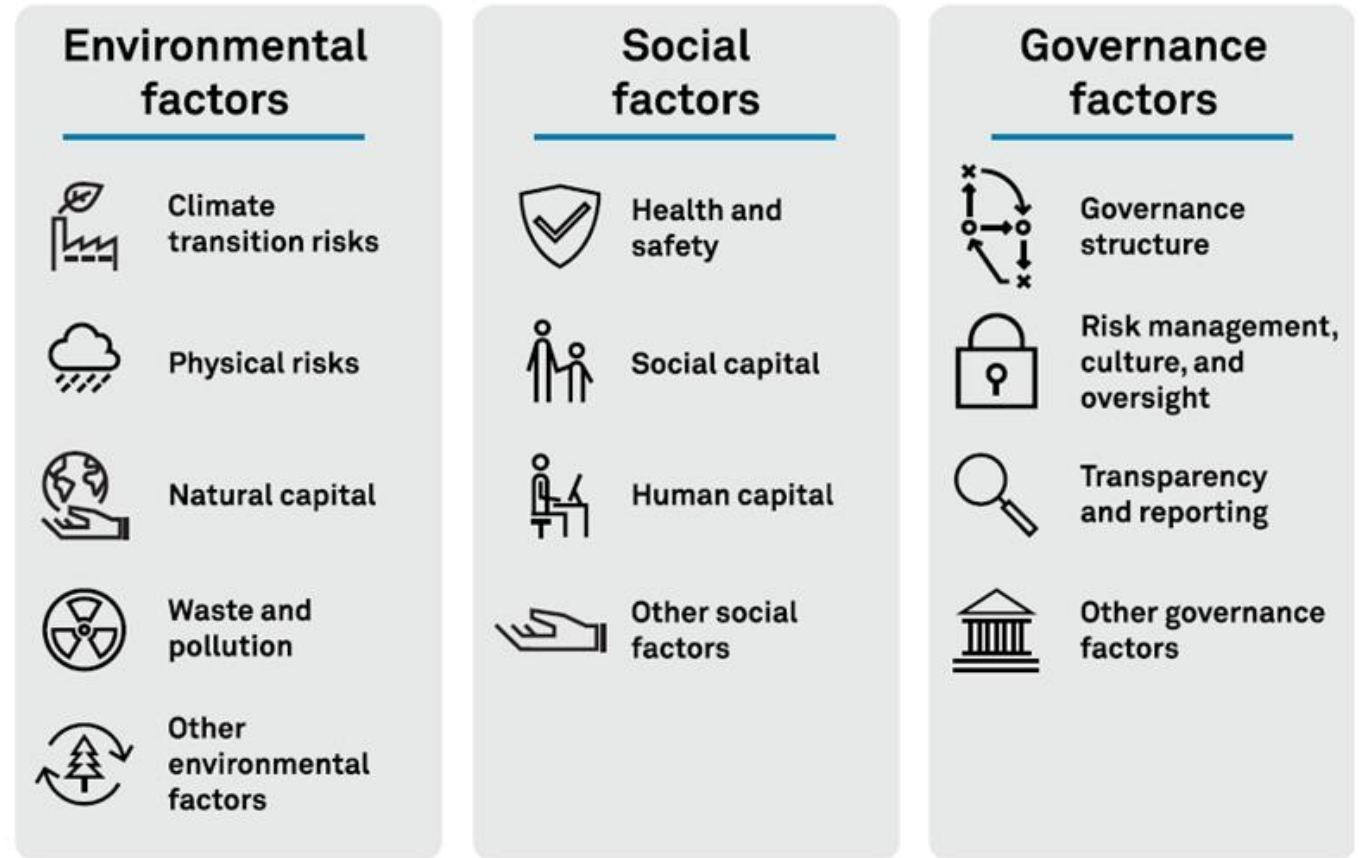 Environmental
factors
Climate
transition risks
Physical risks
Natural capital
Waste and
pollution
Other
environmental
factors
Social
factors
Health and
safety
Social capital
Human capital
Other social
factors
Governance
factors
Governance
structure
Risk management,
culture, and
oversight
Transparency
and reporting
Other governance
factors